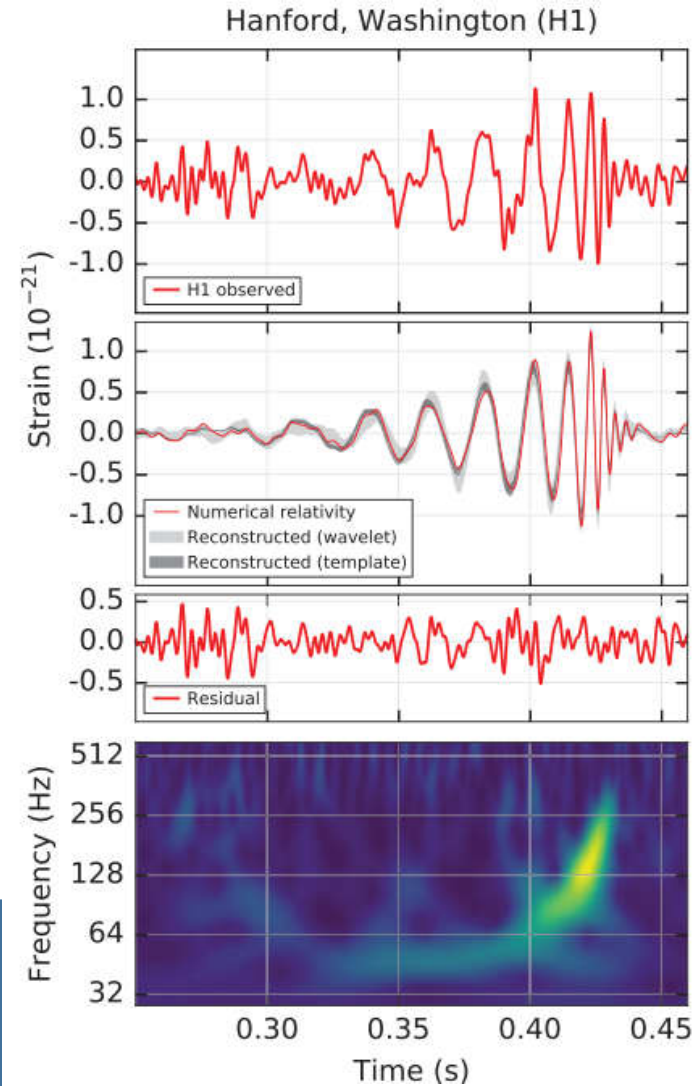 Hanford, Washington (H1)
1.0
0.5
0.0
-0.5
-1.0
H1 observed
Strain (10⁻²¹)
1.0
0.5
0.0
-0.5
-1.0
Numerical relativity
Reconstructed (wavelet)
Reconstructed (template)
0.5
0.0
-0.5
Residual
Frequency (Hz)
512
256
128
64
32
0.30 0.35 0.40 0.45
Time (s)